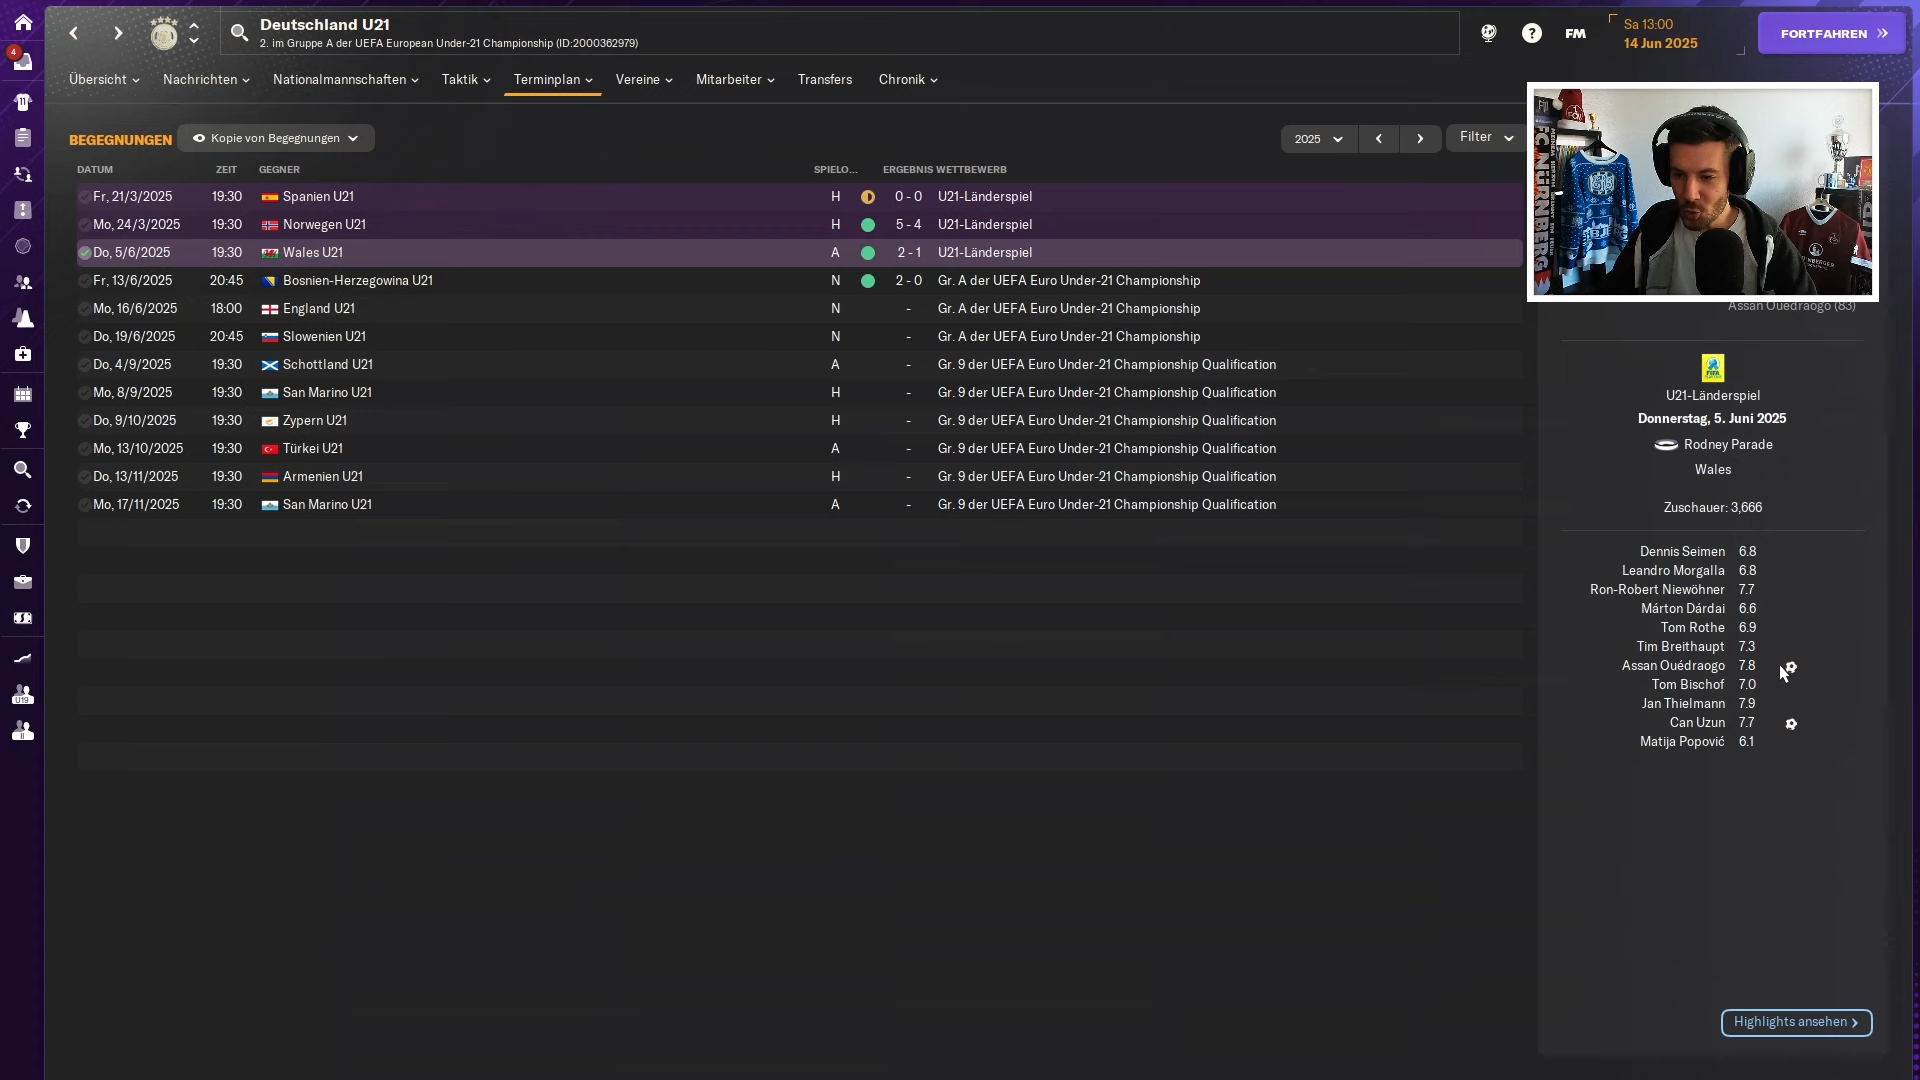 Deutschland U21
2. im Gruppe A der UEFA European Under-21 Championship (ID:2000362979)
FM
Sa 13:00
14 Jun 2025
FORTFAHREN
4
Übersicht
Nachrichten
Nationalmannschaften
Taktik
Terminplan
Vereine
Mitarbeiter
Transfers
Chronik
BEGEGNUNGEN
Kopie von Begegnungen
2025
Filter
DATUM ZEIT GEGNER SPIELO... ERGEBNIS WETTBEWERB
Fr, 21/3/2025 19:30 Spanien U21 H 0 - 0 U21-Länderspiel
Mo, 24/3/2025 19:30 Norwegen U21 H 5 - 4 U21-Länderspiel
Do, 5/6/2025 19:30 Wales U21 A 2 - 1 U21-Länderspiel
Fr, 13/6/2025 20:45 Bosnien-Herzegowina U21 N 2 - 0 Gr. A der UEFA Euro Under-21 Championship
Mo, 16/6/2025 18:00 England U21 N - Gr. A der UEFA Euro Under-21 Championship
Do, 19/6/2025 20:45 Slowenien U21 N - Gr. A der UEFA Euro Under-21 Championship
Do, 4/9/2025 19:30 Schottland U21 A - Gr. 9 der UEFA Euro Under-21 Championship Qualification
Mo, 8/9/2025 19:30 San Marino U21 H - Gr. 9 der UEFA Euro Under-21 Championship Qualification
Do, 9/10/2025 19:30 Zypern U21 H - Gr. 9 der UEFA Euro Under-21 Championship Qualification
Mo, 13/10/2025 19:30 Türkei U21 A - Gr. 9 der UEFA Euro Under-21 Championship Qualification
Do, 13/11/2025 19:30 Armenien U21 H - Gr. 9 der UEFA Euro Under-21 Championship Qualification
Mo, 17/11/2025 19:30 San Marino U21 A - Gr. 9 der UEFA Euro Under-21 Championship Qualification
FC NÜRNBERG
Assan Ouédraogo (83)
FIFA
U21-Länderspiel
Donnerstag, 5. Juni 2025
Rodney Parade
Wales
Zuschauer: 3,666
Dennis Seimen 6.8
Leandro Morgalla 6.8
Ron-Robert Niewöhner 7.7
Márton Dárdai 6.6
Tom Rothe 6.9
Tim Breithaupt 7.3
Assan Ouédraogo 7.8
Tom Bischof 7.0
Jan Thielmann 7.9
Can Uzun 7.7
Matija Popović 6.1
U19
II
Highlights ansehen